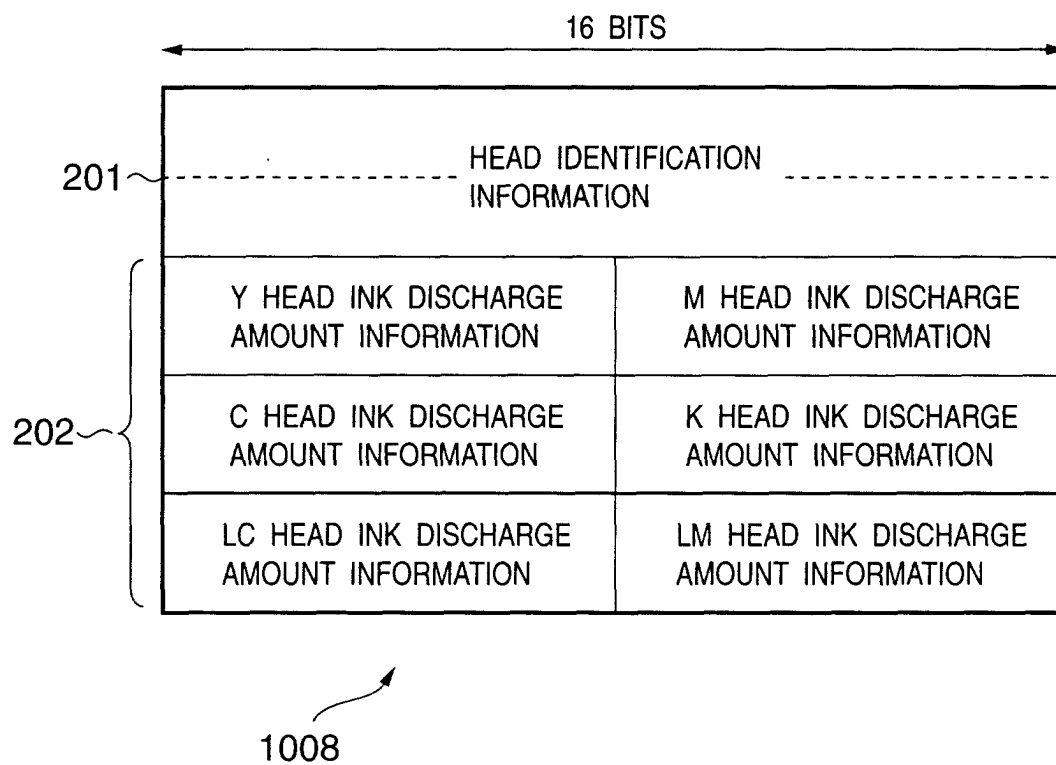 16 BITS
201
HEAD IDENTIFICATION
INFORMATION
202
Y HEAD INK DISCHARGE
AMOUNT INFORMATION
M HEAD INK DISCHARGE
AMOUNT INFORMATION
C HEAD INK DISCHARGE
AMOUNT INFORMATION
K HEAD INK DISCHARGE
AMOUNT INFORMATION
LC HEAD INK DISCHARGE
AMOUNT INFORMATION
LM HEAD INK DISCHARGE
AMOUNT INFORMATION
1008